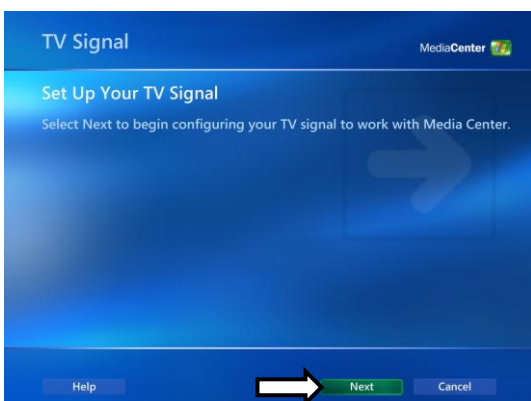 TV Signal
MediaCenter
Set Up Your TV Signal
Select Next to begin configuring your TV signal to work with Media Center.
Help
Next
Cancel